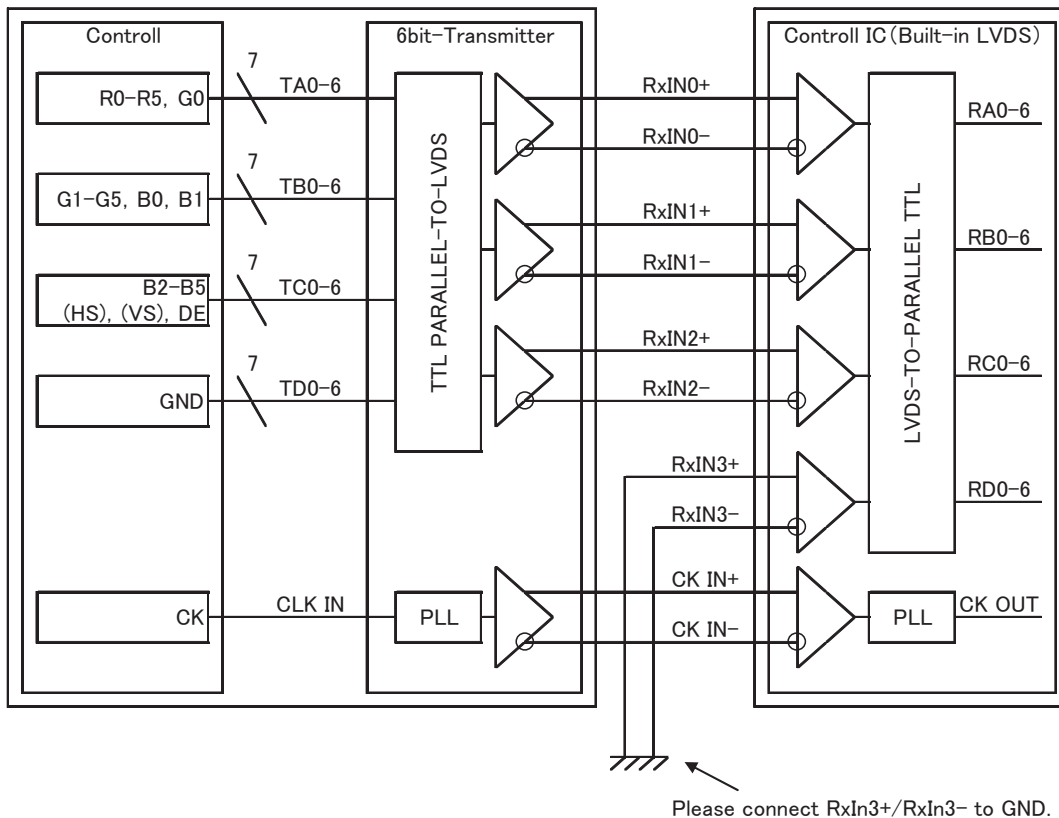 Controll
6bit-Transmitter
Controll IC(Built-in LVDS)
R0-R5, G0
7
TA0-6
RxIN0+
RxIN0-
RA0-6
G1-G5, B0, B1
7
TB0-6
RxIN1+
RxIN1-
RB0-6
B2-B5
(HS), (VS), DE
7
TC0-6
RxIN2+
RxIN2-
RC0-6
GND
7
TD0-6
TTL PARALLEL-TO-LVDS
LVDS-TO-PARALLEL TTL
RxIN3+
RxIN3-
RD0-6
CK
CLK IN
PLL
CK IN+
CK IN-
PLL
CK OUT
Please connect RxIn3+/RxIn3- to GND.